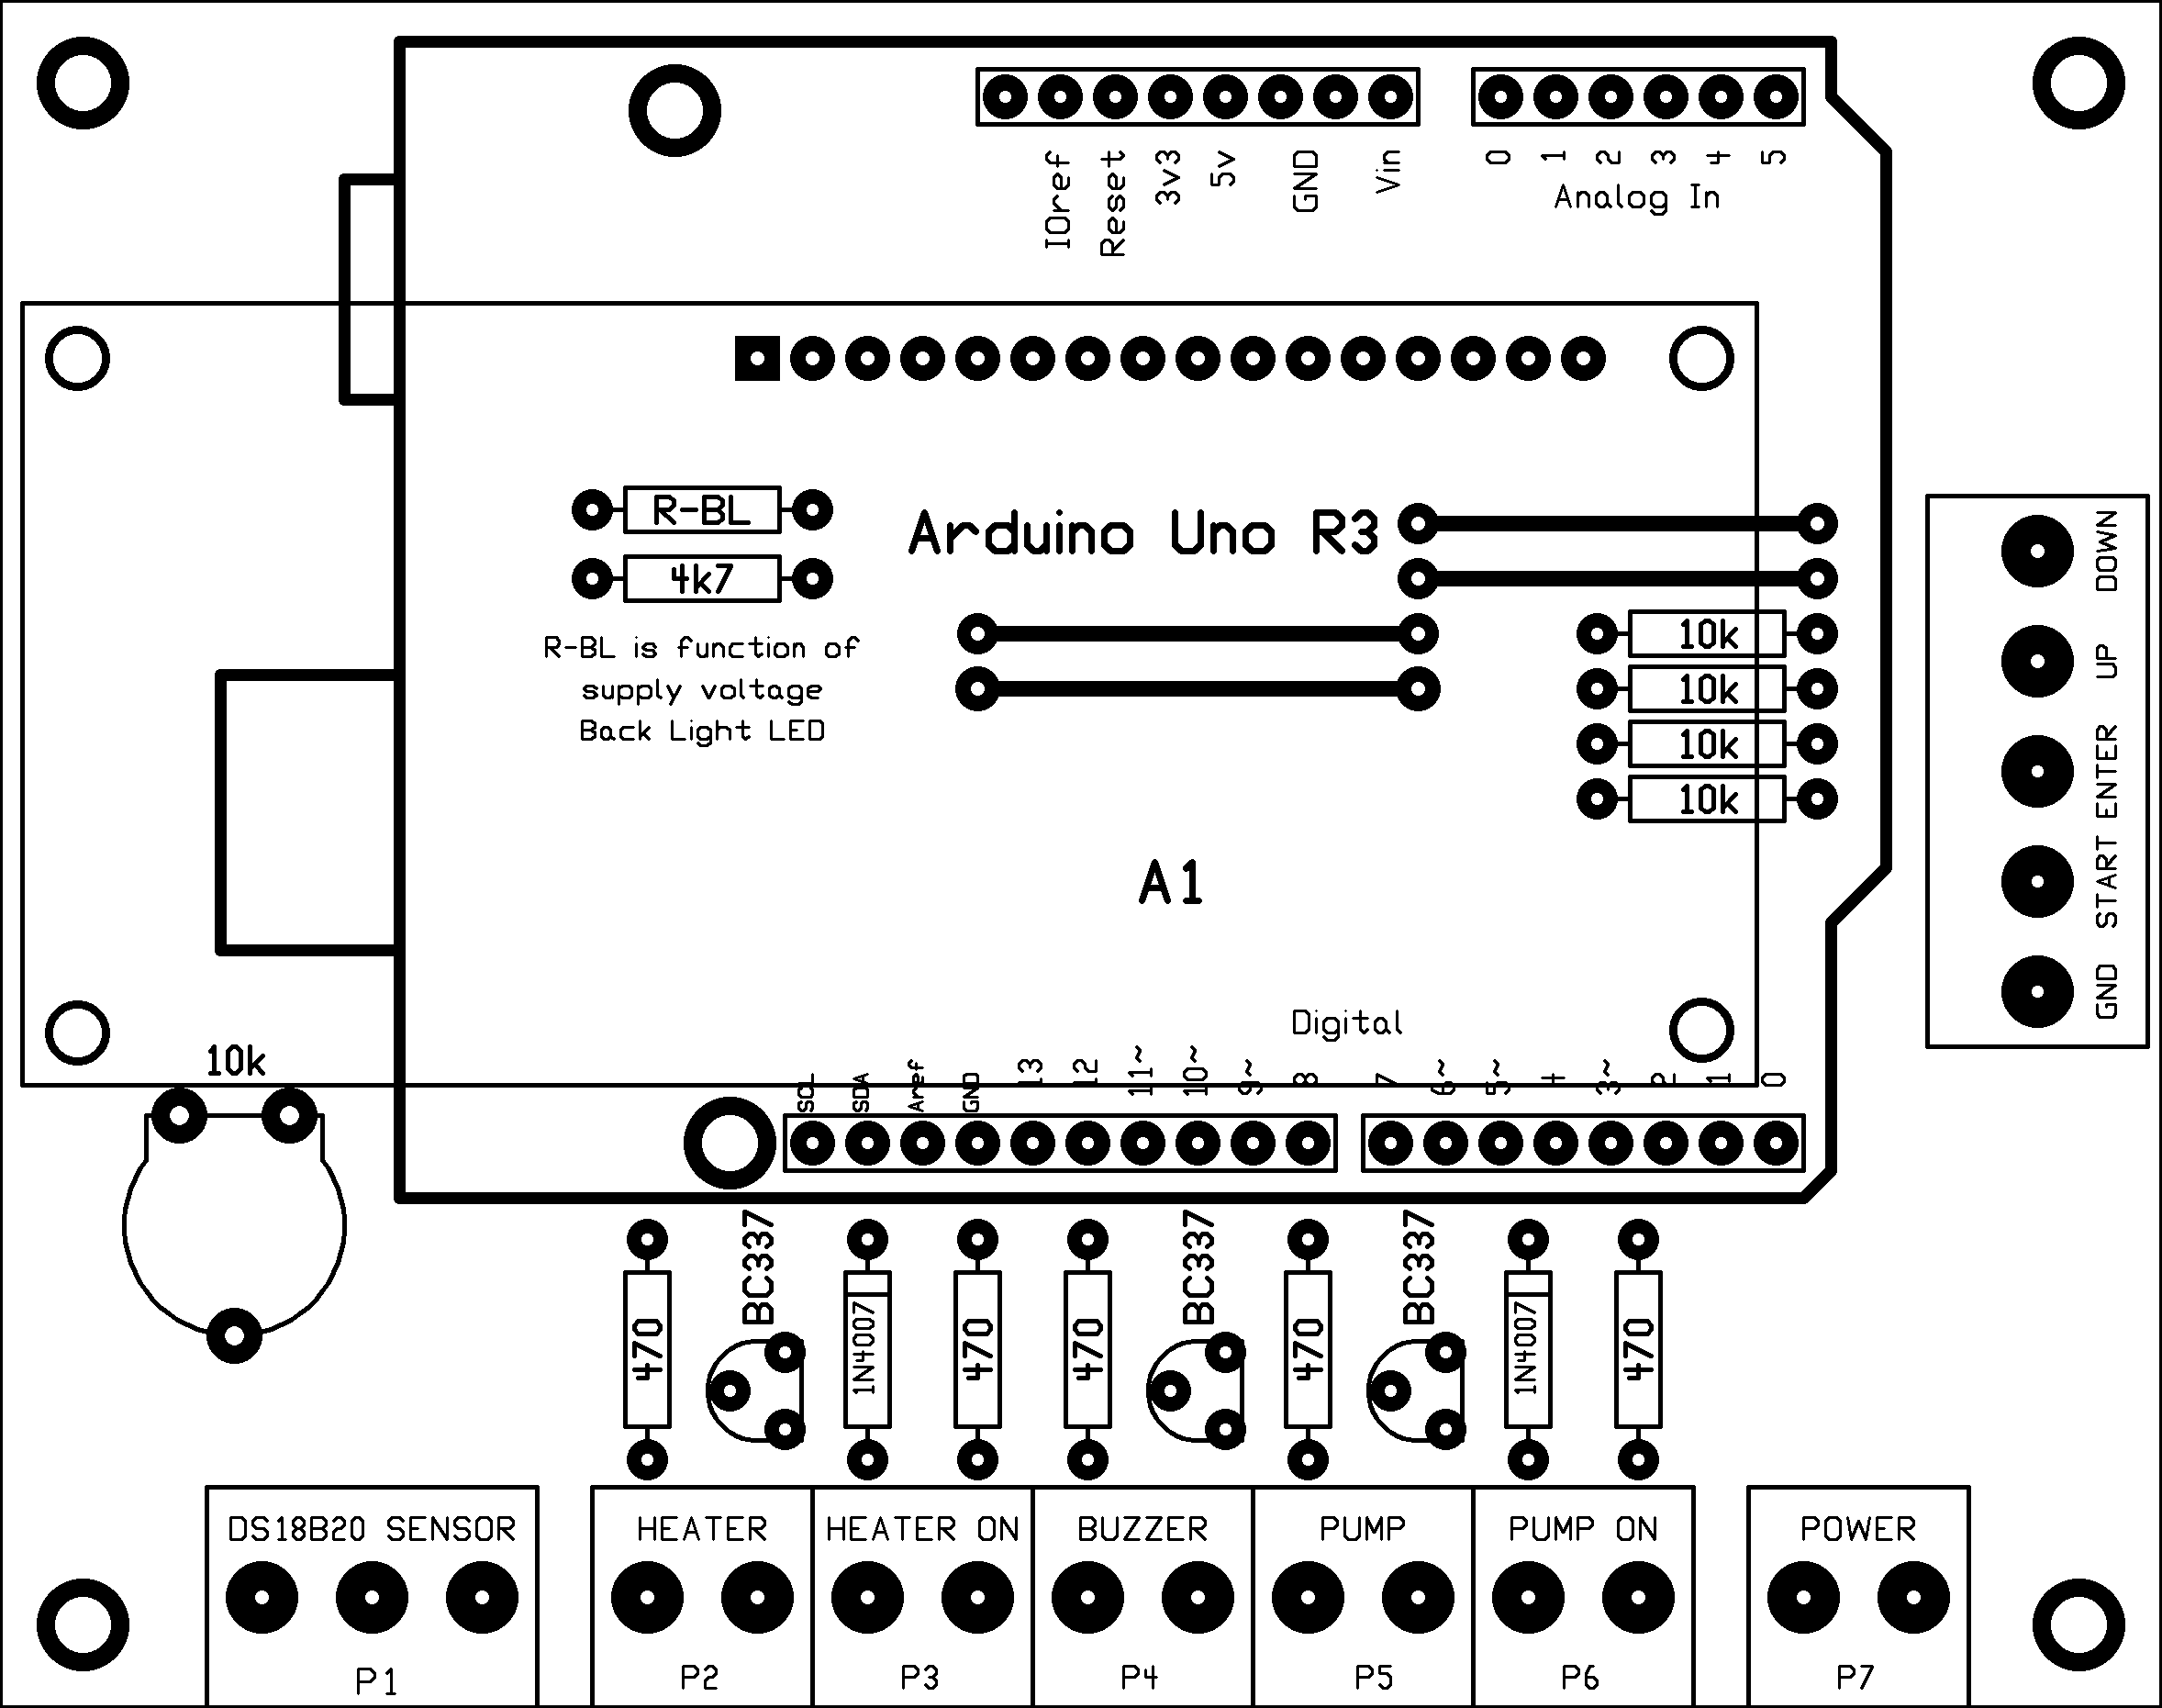 IOref
Reset
3v3
5v
GND
Vin
0
1
2
3
4
5
Analog In
R-BL
4k7
Arduino Uno R3
R-BL is function of
supply voltage
Back Light LED
10k
10k
10k
10k
DOWN
UP
ENTER
START
GND
A1
Digital
10k
SCL
SDA
Aref
GND
13
12
11~
10~
9~
8
7
6~
5~
4
3~
2
1
0
470
BC337
1N4007
470
470
BC337
470
BC337
1N4007
470
DS18B20 SENSOR
HEATER
HEATER ON
BUZZER
PUMP
PUMP ON
POWER
P1
P2
P3
P4
P5
P6
P7